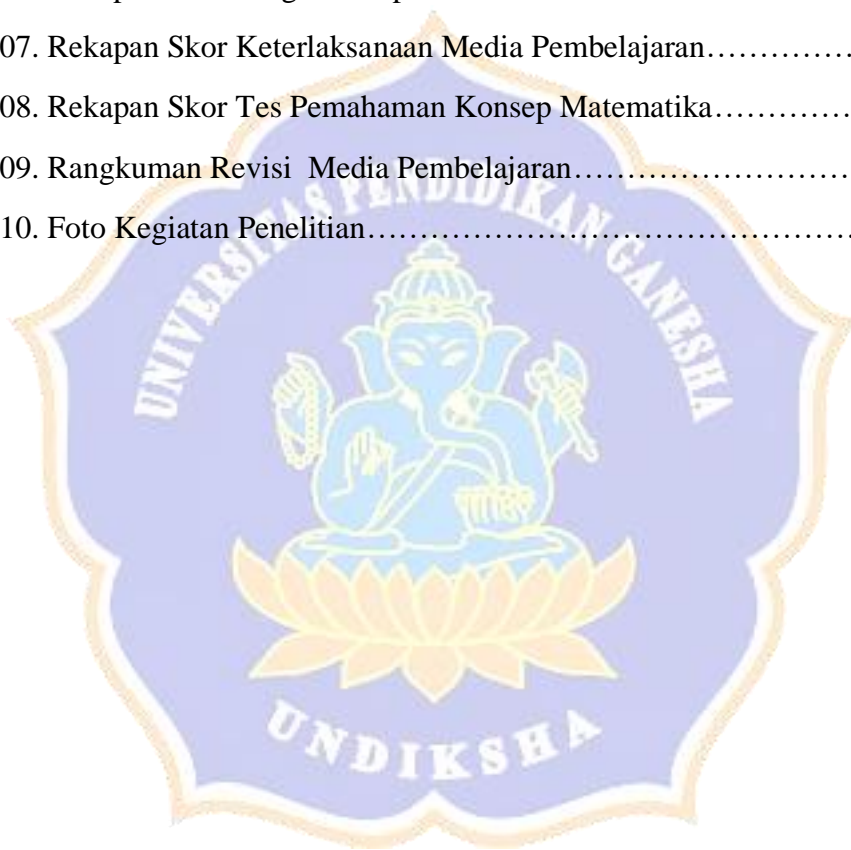 07. Rekapan Skor Keterlaksanaan Media Pembelajaran……………
08. Rekapan Skor Tes Pemahaman Konsep Matematika……………
09. Rangkuman Revisi  Media Pembelajaran………………………
10. Foto Kegiatan Penelitian………………………………………
UNIVERSITAS PENDIDIKAN GANESHA
UNDIKSHA